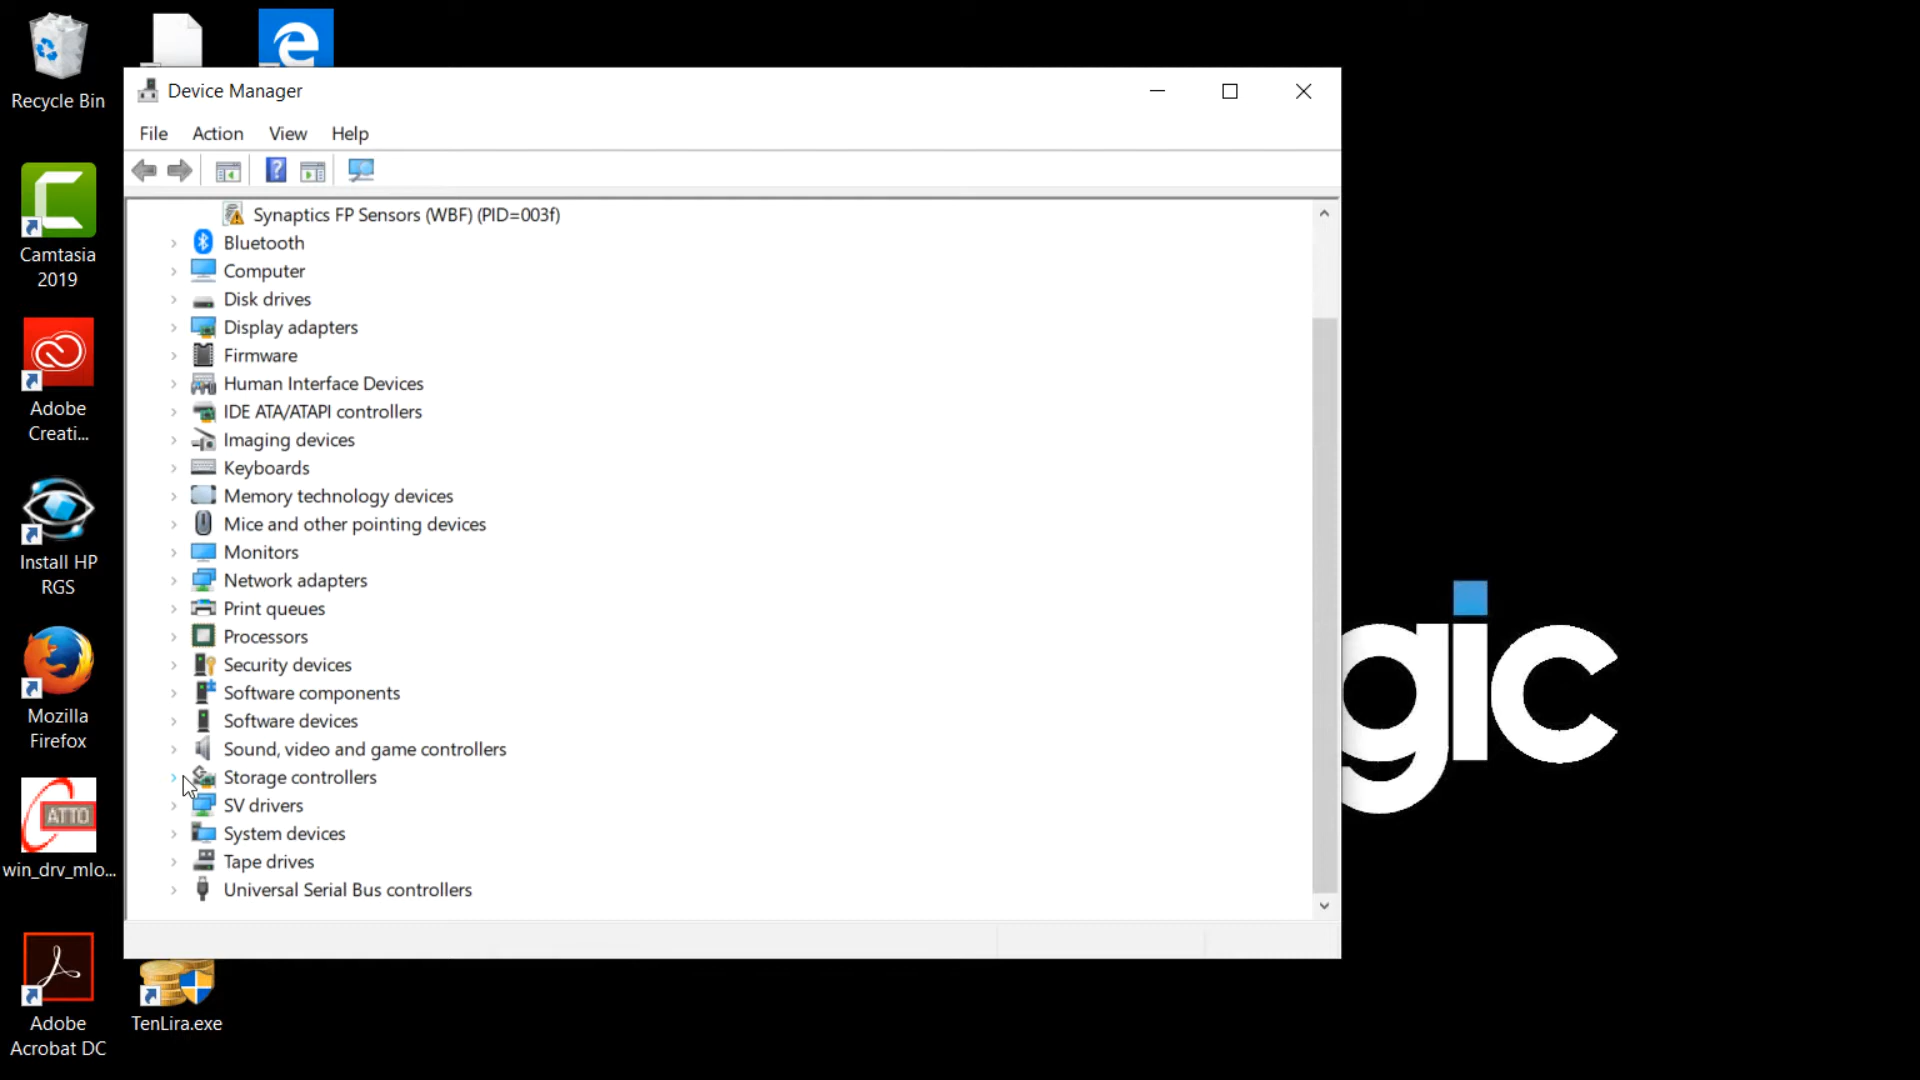 Recycle Bin
Camtasia
2019
Adobe
Creati...
Install HP
RGS
Mozilla
Firefox
ATTO
win_drv_mlo...
Adobe
Acrobat DC
TenLira.exe
Device Manager
File Action View Help
Synaptics FP Sensors (WBF) (PID=003f)
Bluetooth
Computer
Disk drives
Display adapters
Firmware
Human Interface Devices
IDE ATA/ATAPI controllers
Imaging devices
Keyboards
Memory technology devices
Mice and other pointing devices
Monitors
Network adapters
Print queues
Processors
Security devices
Software components
Software devices
Sound, video and game controllers
Storage controllers
SV drivers
System devices
Tape drives
Universal Serial Bus controllers
gic